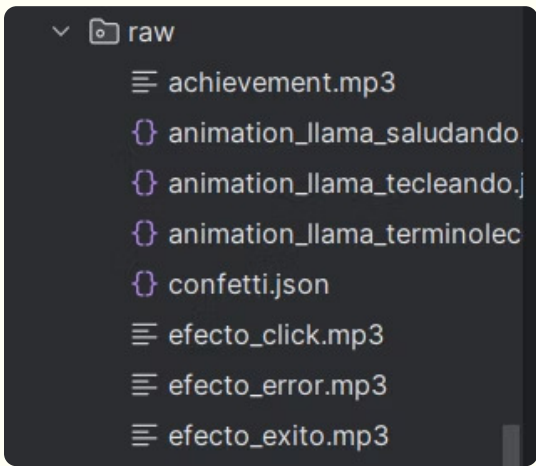 raw
achievement.mp3
animation_llama_saludando.
animation_llama_tecleando.j
animation_llama_terminolec
confetti.json
efecto_click.mp3
efecto_error.mp3
efecto_exito.mp3